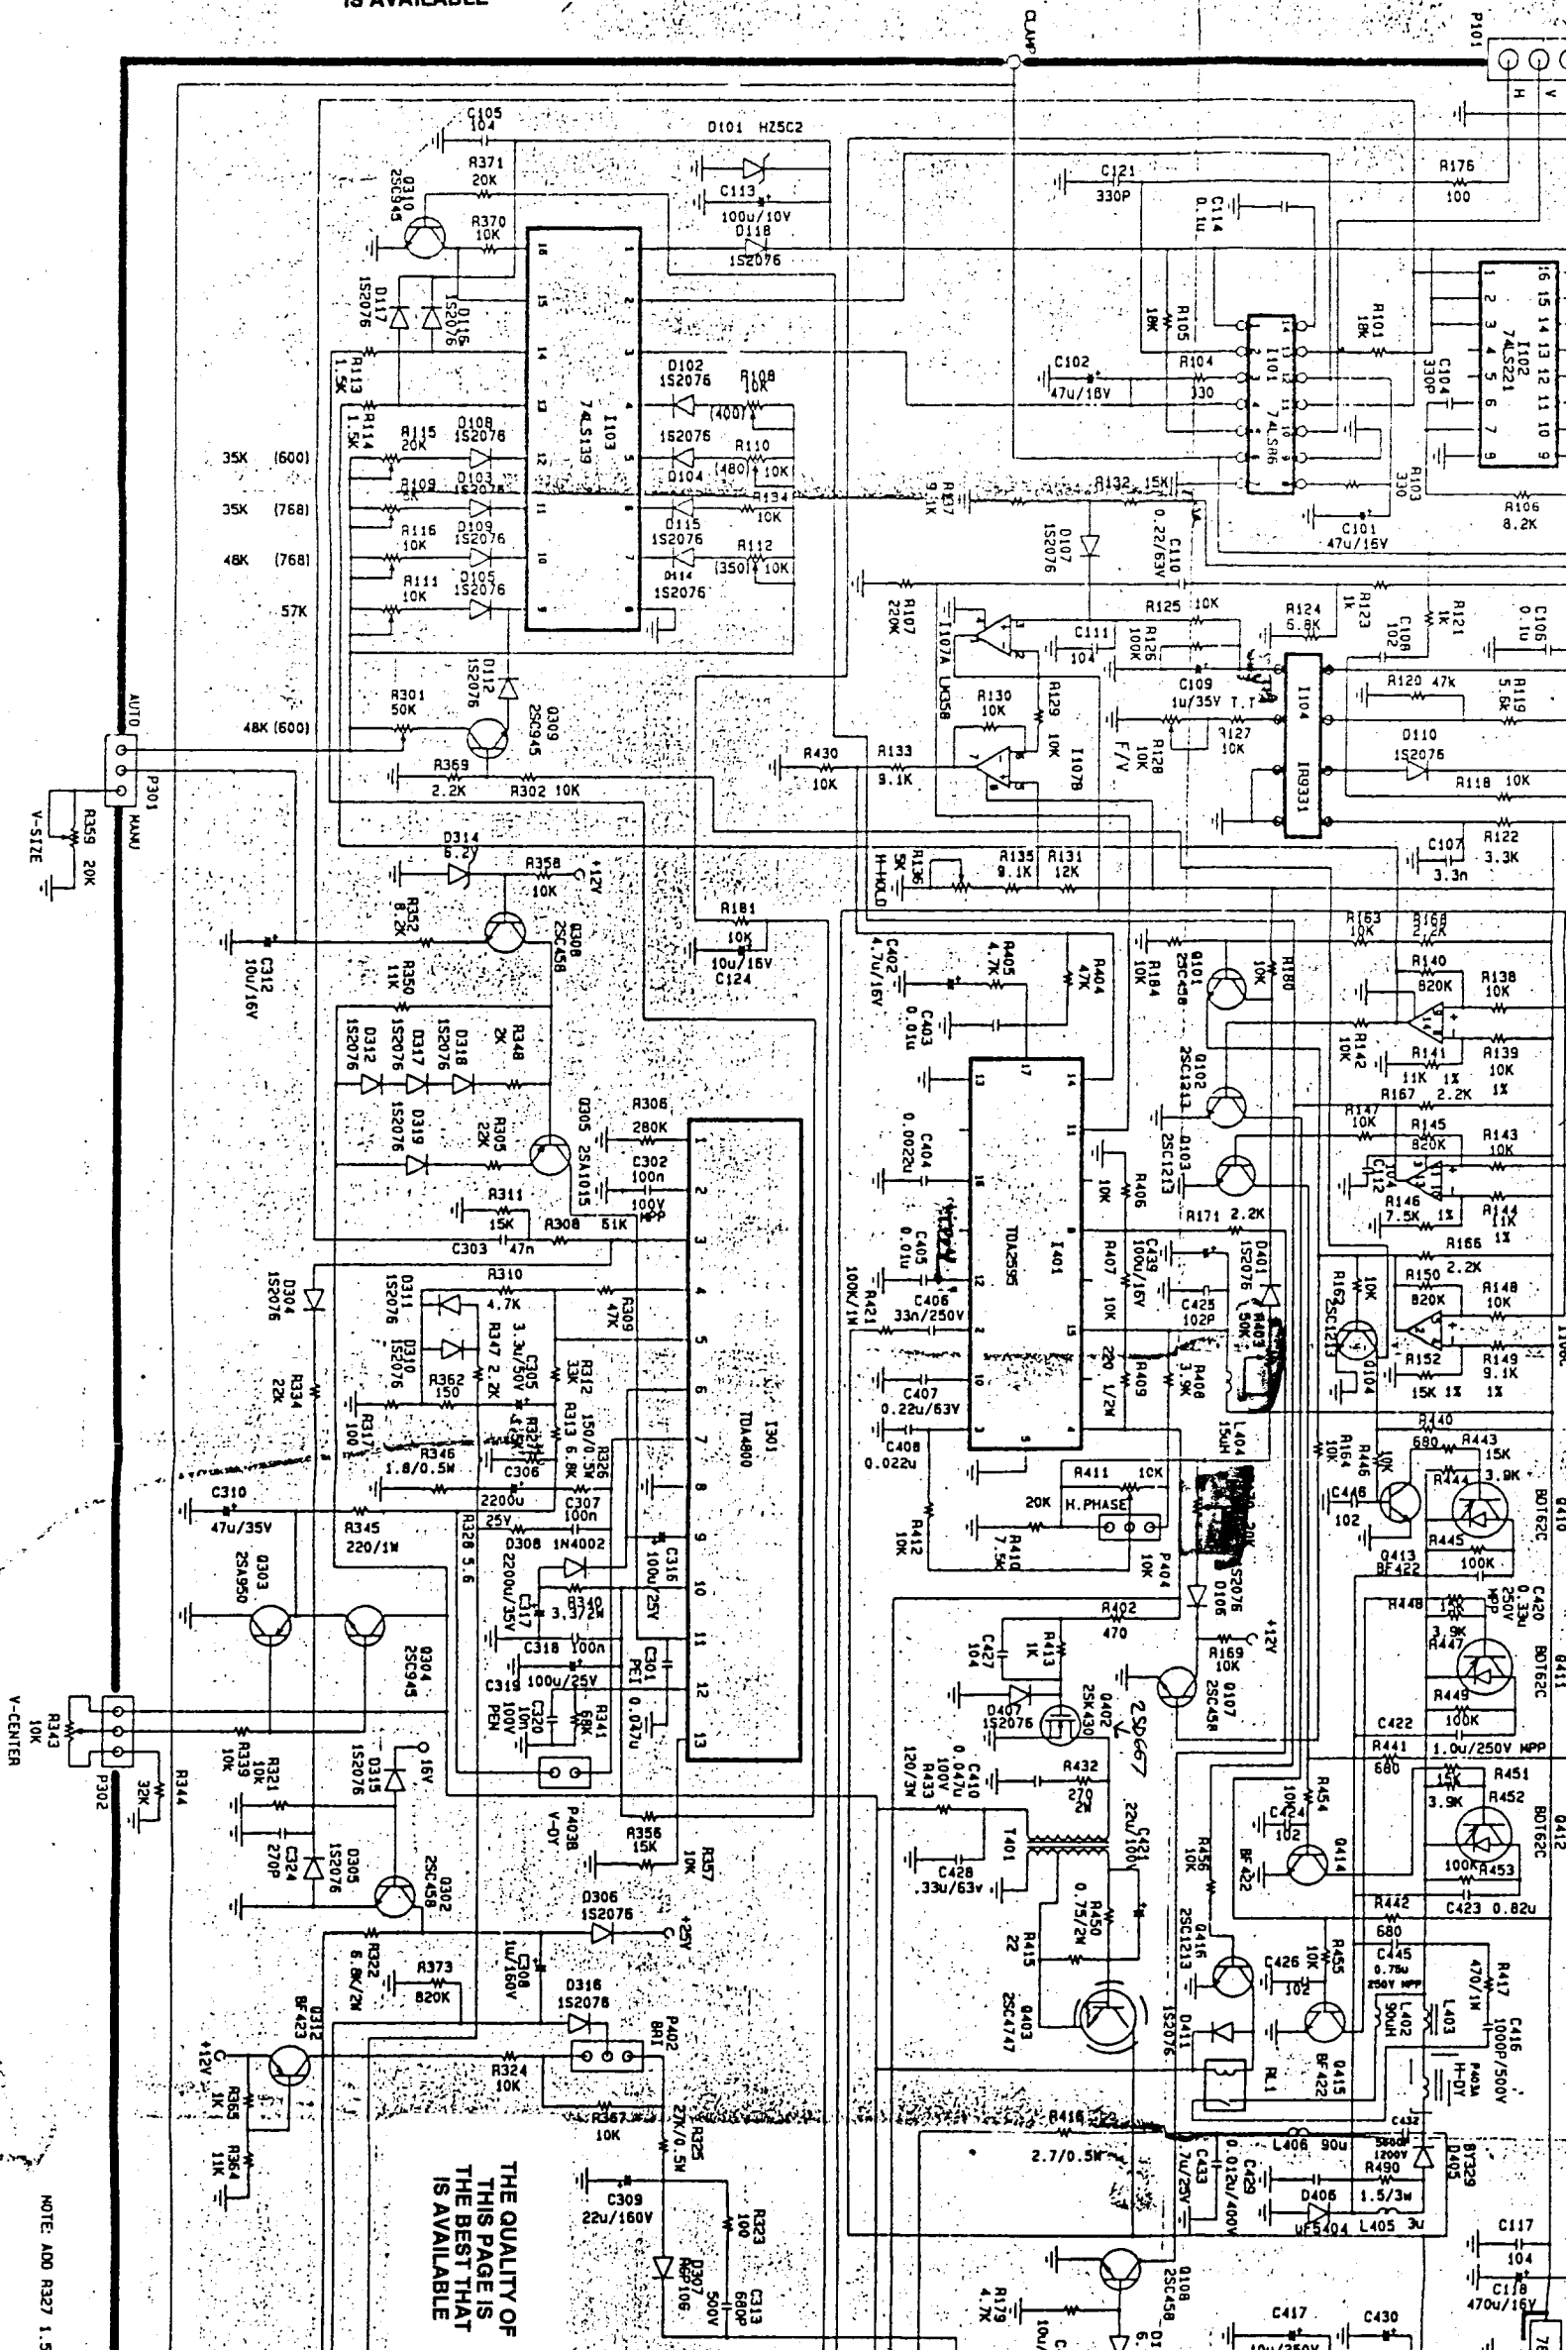 IS AVAILABLE
CLAMP
P101
H
V
C105
104
D101 HZ5C2
R371
20K
C113
100u/10V
D118
1S2076
C121
330P
R176
100
Q310
2SC945
R370
10K
C114
0.1u
D117
1S2076
D116
1S2076
I103
74LS139
R105
18K
I101
74LS86
R101
18K
I102
74LS221
R113
1.5K
D102
1S2076
R108
10K
(400)
C102
47u/16V
R104
330
C104
330P
R114
1.5K
R115
20K
D108
1S2076
1S2076
D104
R110
(480)
10K
35K (600)
R109
D103
1S2076
R134
10K
R137
9.1K
R132 15K
R103
330
R106
8.2K
35K (768)
R116
10K
D109
1S2076
D115
1S2076
R112
(350) 10K
D107
1S2076
C110
0.22/63V
C101
47u/16V
48K (768)
R111
10K
D105
1S2076
D114
1S2076
57K
R107
220K
I107A LM358
C111
104
R125 10K
R126
100K
R124
6.8K
R123
1k
C108
102
R121
1k
C106
0.1u
D112
1S2076
R301
50K
Q309
2SC945
48K (600)
R130
10K
R129
10K
C109
1u/35V
T.T
I104
IR9331
R120 47k
R119
5.6k
AUTO
P301
MANU
R369
2.2K
R302 10K
R430
10K
R133
9.1K
I107B
R128
10K
F/V
R127
10K
D110
1S2076
R118 10K
R359 20K
V-SIZE
D314
6.2V
R358
10K
+12V
R136
5K
H-HOLD
R135
9.1K
R131
12K
C107
3.3n
R122
3.3K
R352
8.2K
Q308
2SC458
R181
10K
10u/16V
C124
C312
10u/16V
R350
11K
C402
4.7u/16V
R405
4.7K
R404
47K
C403
0.01u
R184
10K
Q101
2SC458
R180
10K
R163
10K
R168
2.2K
R140
820K
R138
10K
R142
10K
R141
11K 1%
R139
10K
1%
D312
1S2076
D317
1S2076
D318
1S2076
R348
2K
Q102
2SC1213
R167 2.2K
D319
1S2076
R305
22K
Q305 2SA1015
R306
280K
C302
100n
100V
MPP
C404
0.0022u
TDA2595
I401
R406
10K
Q103
2SC1213
R147
10K
R145
820K
R143
10K
C112
104
R146
7.5K
1%
R144
11K
1%
R311
15K
R308 51K
C303 47n
C405
0.01u
R171 2.2K
C439
100u/16V
D401
1S2076
R166
2.2K
D304
1S2076
D311
1S2076
R310
4.7K
R309
47K
100K/1W
R421
C406
33n/250V
R407 10K
C425
102P
R403
50K
R162
10K
2SC1213
Q104
R150
820K
R148
10K
R152
15K 1%
R149
9.1K
1%
D310
1S2076
R347 2.2K
C305
3.3u/50V
R312
33K
R334
22K
R362
150
R317
100
R313 6.8K
R326
150/0.5W
I301
TDA4800
C407
0.22u/63V
R409
220 1/2W
R408
3.9K
L404
15uH
R440
680
R346
1.8/0.5W
C306
2200u
25V
C408
0.022u
R411 10K
R164
10K
R446
10K
R443
15K
R444
3.9K
Q410
BDT62C
C310
47u/35V
R345
220/1W
C307
100n
20K
H.PHASE
C446
102
R412
10K
R410
7.5K
P404
10K
R445
100K
Q413
BF422
Q303
2SA950
R328 5.6
D308 1N4002
C316
100u/25V
C317
2200u/35V
R340
3.3/2W
D106
R402
470
+12V
R169
10K
R448
C420
0.33u
250V
MPP
Q304
2SC945
C318 100n
C319
100u/25V
C301
PEI 0.047u
C427
104
R413
1K
3.9K
R447
Q411
BDT62C
V-CENTER
R343
10K
P302
C320
10n
100V
PEN
R341
68K
D407
1S2076
Q402
2SK430
2SD667
Q107
2SC458
R449
100K
C422
1.0u/250V MPP
R344
32K
R339
10K
R321
10K
D315
1S2076
16V
P403B
V-DY
120/3W
R433
C410
0.047u
100V
R432
270
2W
R441
680
15K
R451
3.9K
R452
Q412
BDT62C
C324
270P
D305
1S2076
Q302
2SC458
R356
15K
R357
10K
T401
C421
22u/100V
R456
10K
R454
10K
C424
102
BF422
Q414
100K
R453
C423 0.82u
C428
.33u/63v
R450
0.75/2W
D306
1S2076
+25V
R415
22
Q416
2SC1213
R442
680
R322
6.8K/2W
R373
820K
C308
1u/160V
D316
1S2076
Q403
2SC4747
D411
1S2076
C426
102
R455
10K
C445
0.75u
250V MPP
R417
470/1W
Q312
BF423
+12V
P402
BRI
R324
10K
RL1
Q415
BF422
L402
90uH
L403
C416
1000P/500V
P403A
H-DY
R365
1K
R364
11K
R367
10K
R325
27K/0.5W
R416
2.7/0.5W
L406 90u
C432
5600P
1200V
R490
1.5/3w
D405
BY329
C433
C429
0.012u/400V
D406
UF5404
L405 3u
C309
22u/160V
R323
100
D307
RGP10G
C313
680P
500V
C117
104
C118
470u/16V
R179
4.7K
Q108
2SC458
C417
C430
THE QUALITY OF
THIS PAGE IS
THE BEST THAT
IS AVAILABLE
NOTE: ADD R327 1.5